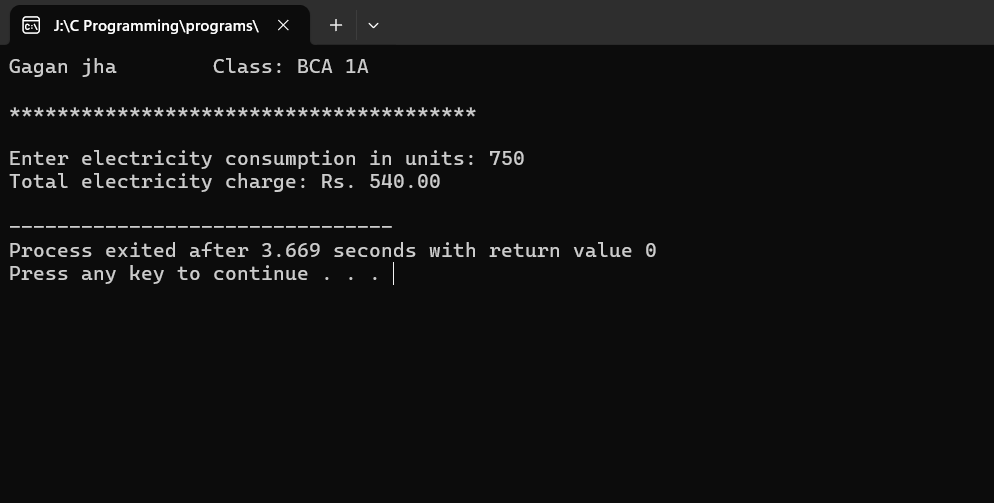 J:\C Programming\programs\
Gagan jha        Class: BCA 1A
***************************************
Enter electricity consumption in units: 750
Total electricity charge: Rs. 540.00
--------------------------------
Process exited after 3.669 seconds with return value 0
Press any key to continue . . .